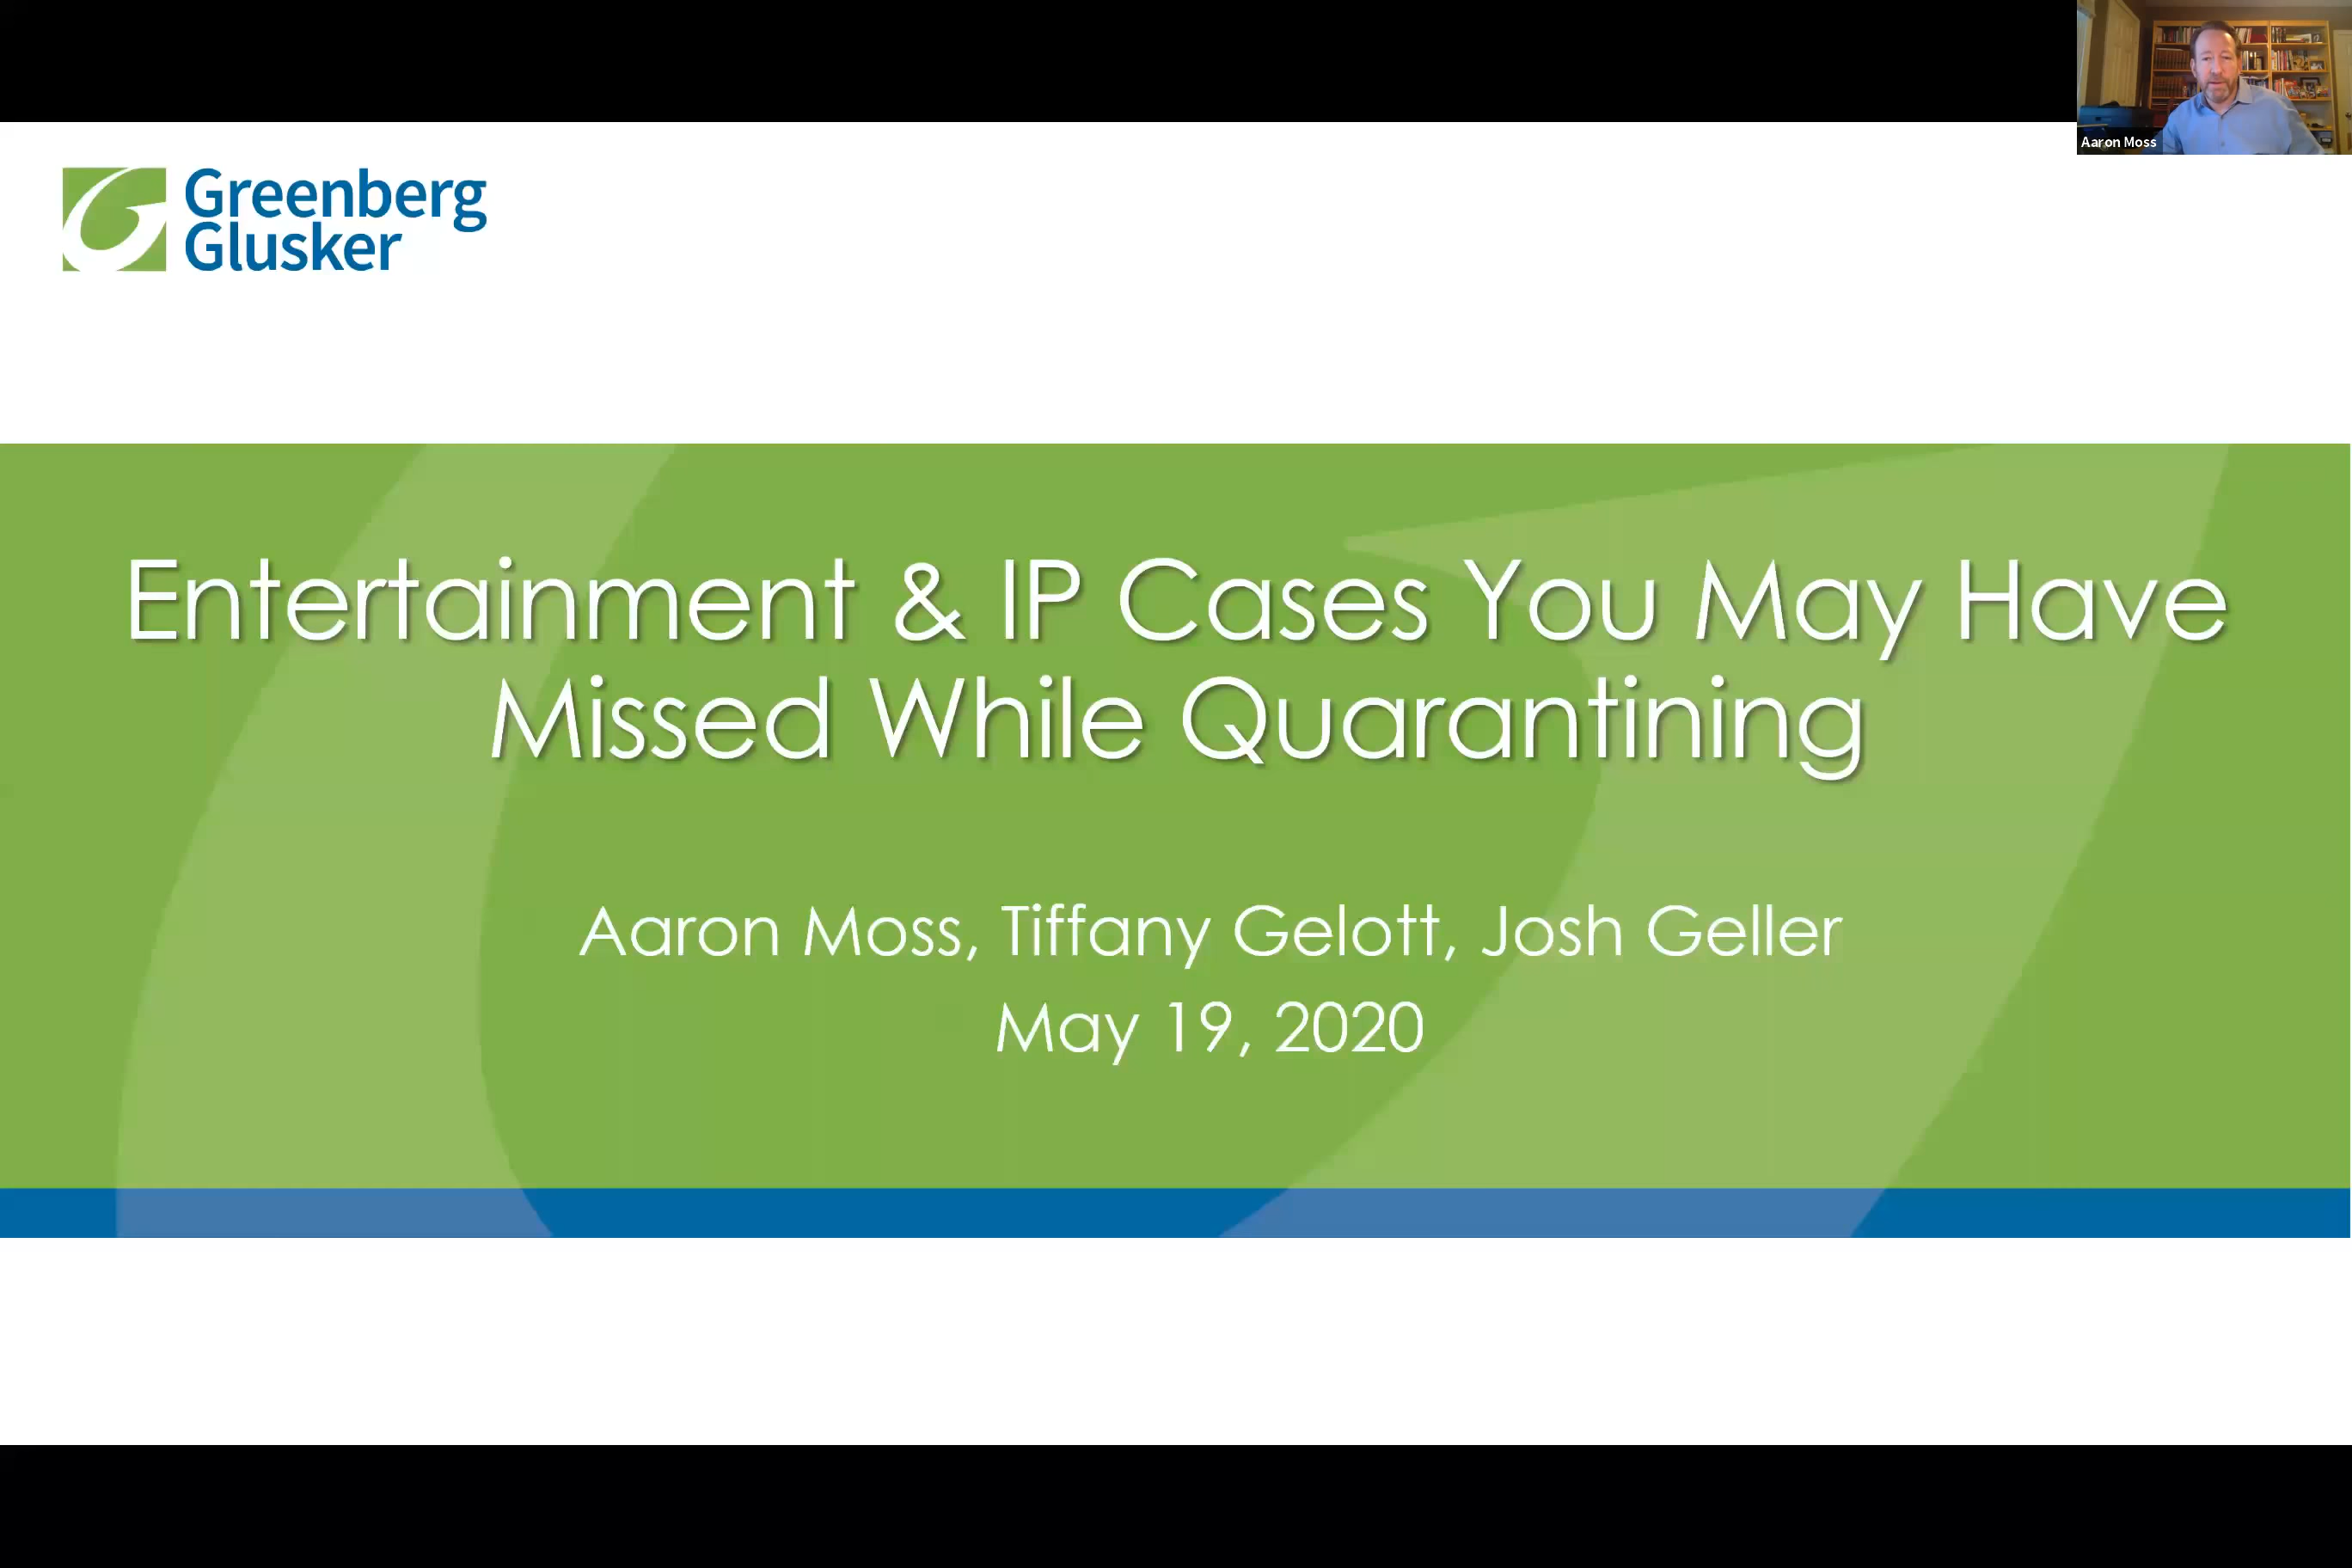 Aaron Moss
Greenberg
Glusker
Entertainment & IP Cases You May Have
Missed While Quarantining
Aaron Moss, Tiffany Gelott, Josh Geller
May 19, 2020